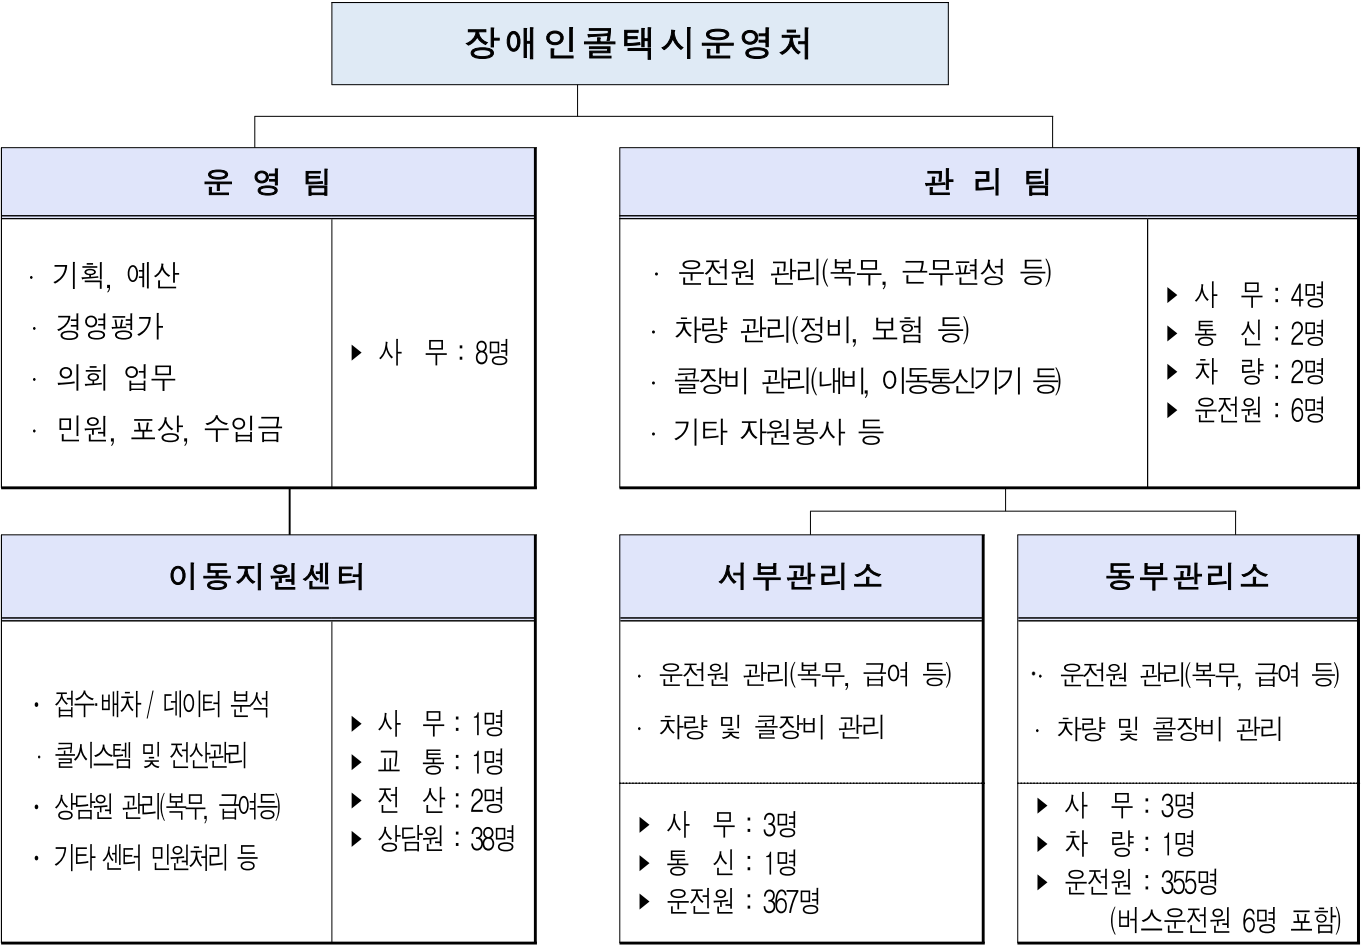 장애인콜택시운영처
운 영 팀
· 기획, 예산
· 경영평가
· 의회 업무
· 민원, 포상, 수입금
▶ 사 무 : 8명
관 리 팀
· 운전원 관리(복무, 근무편성 등)
· 차량 관리(정비, 보험 등)
· 콜장비 관리(내비, 이동통신기기 등)
· 기타 자원봉사 등
▶ 사 무 : 4명
▶ 통 신 : 2명
▶ 차 량 : 2명
▶ 운전원 : 6명
이동지원센터
· 접수·배차 / 데이터 분석
· 콜시스템 및 전산관리
· 상담원 관리(복무, 급여등)
· 기타 센터 민원처리 등
▶ 사 무 : 1명
▶ 교 통 : 1명
▶ 전 산 : 2명
▶ 상담원 : 38명
서부관리소
· 운전원 관리(복무, 급여 등)
· 차량 및 콜장비 관리
▶ 사 무 : 3명
▶ 통 신 : 1명
▶ 운전원 : 367명
동부관리소
·· 운전원 관리(복무, 급여 등)
· 차량 및 콜장비 관리
▶ 사 무 : 3명
▶ 차 량 : 1명
▶ 운전원 : 355명
(버스운전원 6명 포함)